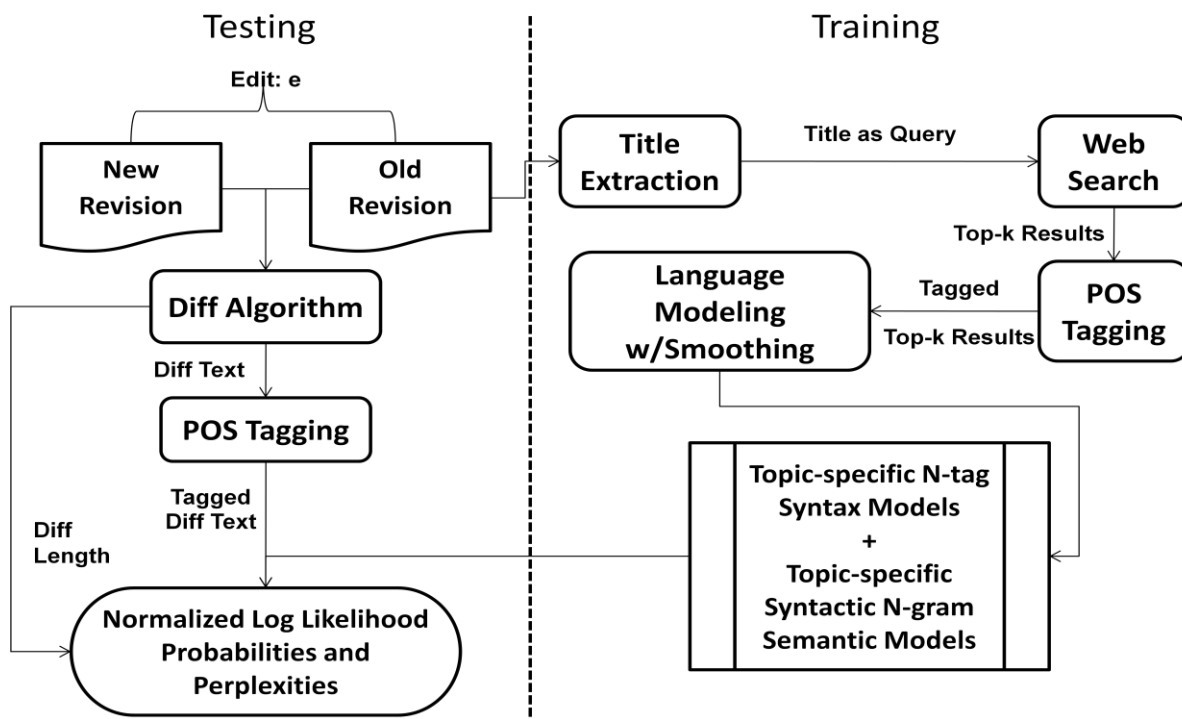 Testing
Training
Edit: e
New
Revision
Old
Revision
Title
Extraction
Title as Query
Web
Search
Top-k Results
Diff Algorithm
Language
Modeling
w/Smoothing
Tagged
Top-k Results
POS
Tagging
Diff Text
POS Tagging
Tagged
Diff Text
Diff
Length
Topic-specific N-tag
Syntax Models
+
Topic-specific
Syntactic N-gram
Semantic Models
Normalized Log Likelihood
Probabilities and
Perplexities